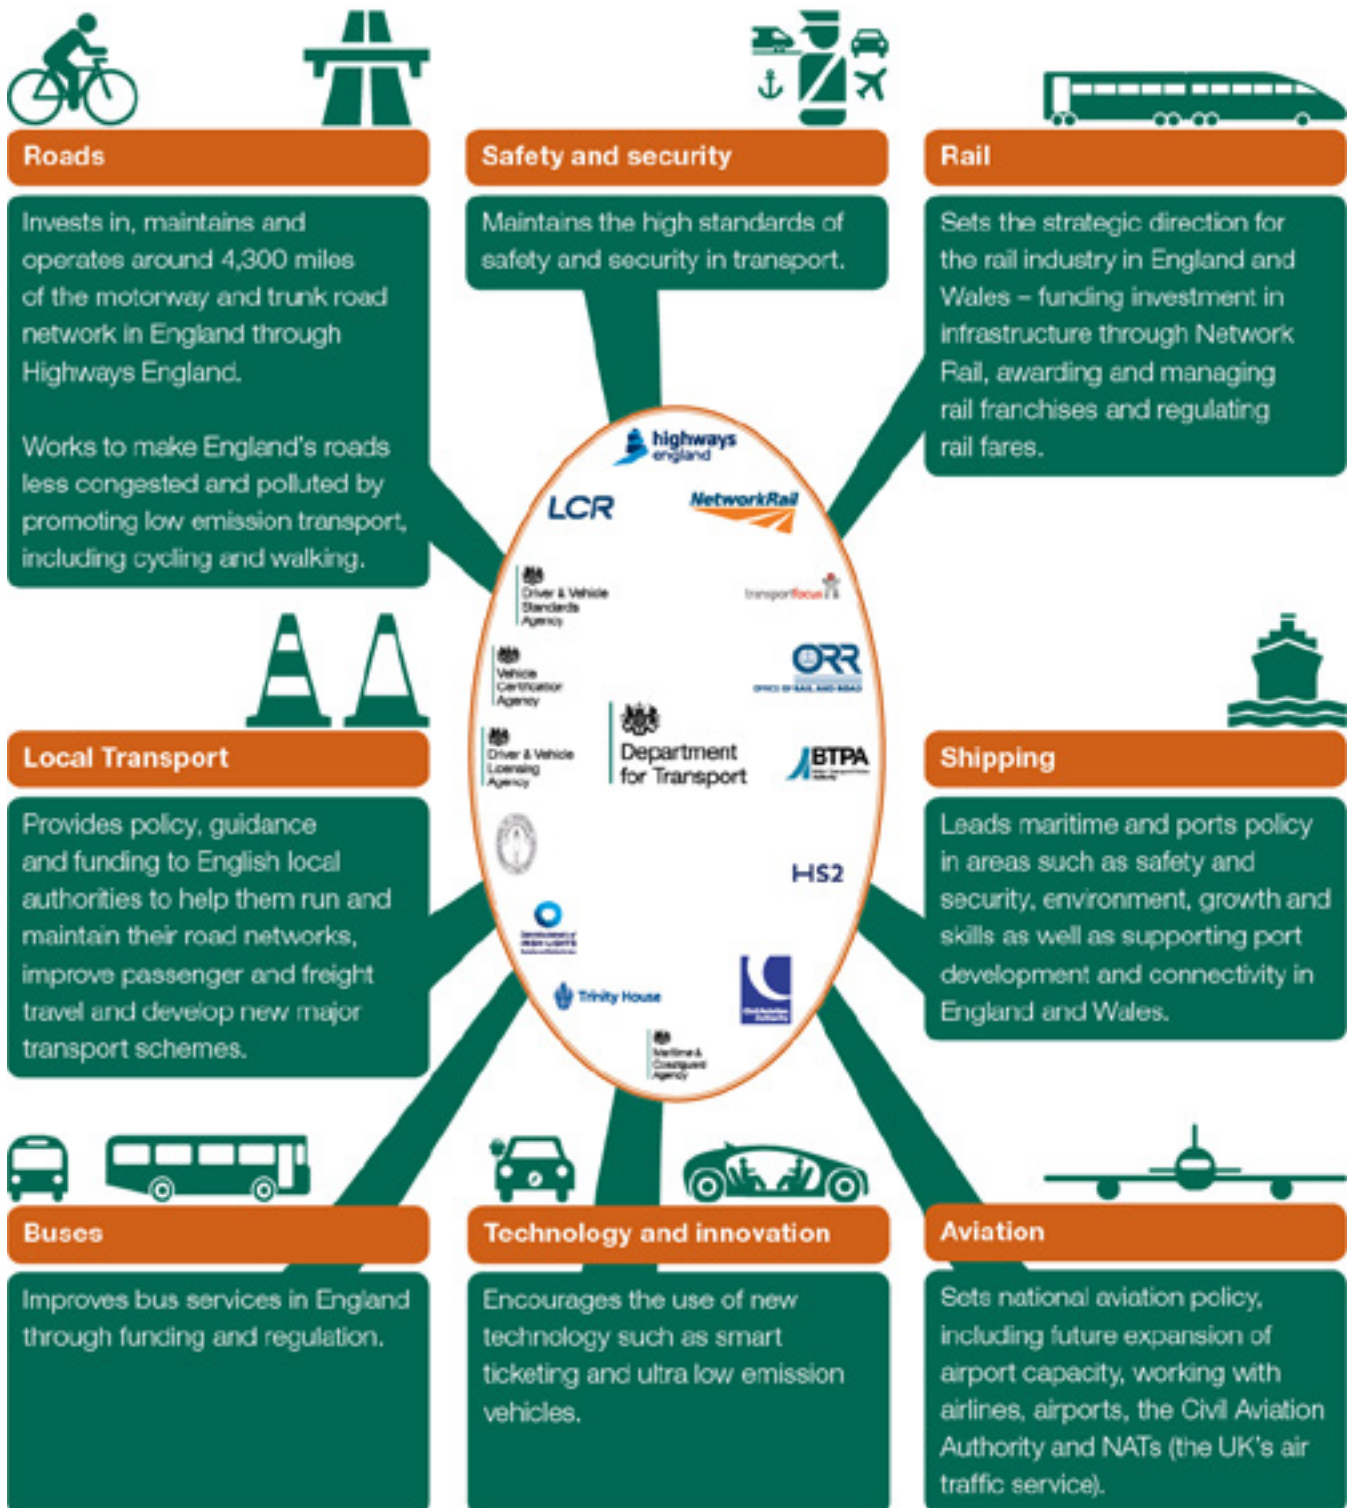 Roads
Invests in, maintains and
operates around 4,300 miles
of the motorway and trunk road
network in England through
Highways England.
Works to make England's roads
less congested and polluted by
promoting low emission transport,
including cycling and walking.
Safety and security
Maintains the high standards of
safety and security in transport.
Rail
Sets the strategic direction for
the rail industry in England and
Wales – funding investment in
infrastructure through Network
Rail, awarding and managing
rail franchises and regulating
rail fares.
highways
england
LCR
NetworkRail
Driver & Vehicle
Standards
Agency
transportfocus
Vehicle
Certification
Agency
ORR
OFFICE OF RAIL AND ROAD
Driver & Vehicle
Licensing
Agency
Department
for Transport
BTPA
HS2
IRISH LIGHTS
Trinity House
Civil Aviation
Authority
Maritime &
Coastguard
Agency
Local Transport
Provides policy, guidance
and funding to English local
authorities to help them run and
maintain their road networks,
improve passenger and freight
travel and develop new major
transport schemes.
Shipping
Leads maritime and ports policy
in areas such as safety and
security, environment, growth and
skills as well as supporting port
development and connectivity in
England and Wales.
Buses
Improves bus services in England
through funding and regulation.
Technology and innovation
Encourages the use of new
technology such as smart
ticketing and ultra low emission
vehicles.
Aviation
Sets national aviation policy,
including future expansion of
airport capacity, working with
airlines, airports, the Civil Aviation
Authority and NATs (the UK's air
traffic service).